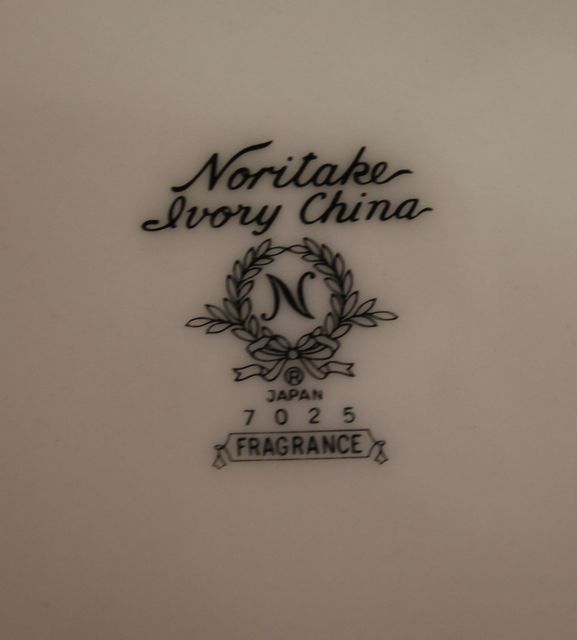 Noritake
Ivory China
N
®
JAPAN
7025
FRAGRANCE